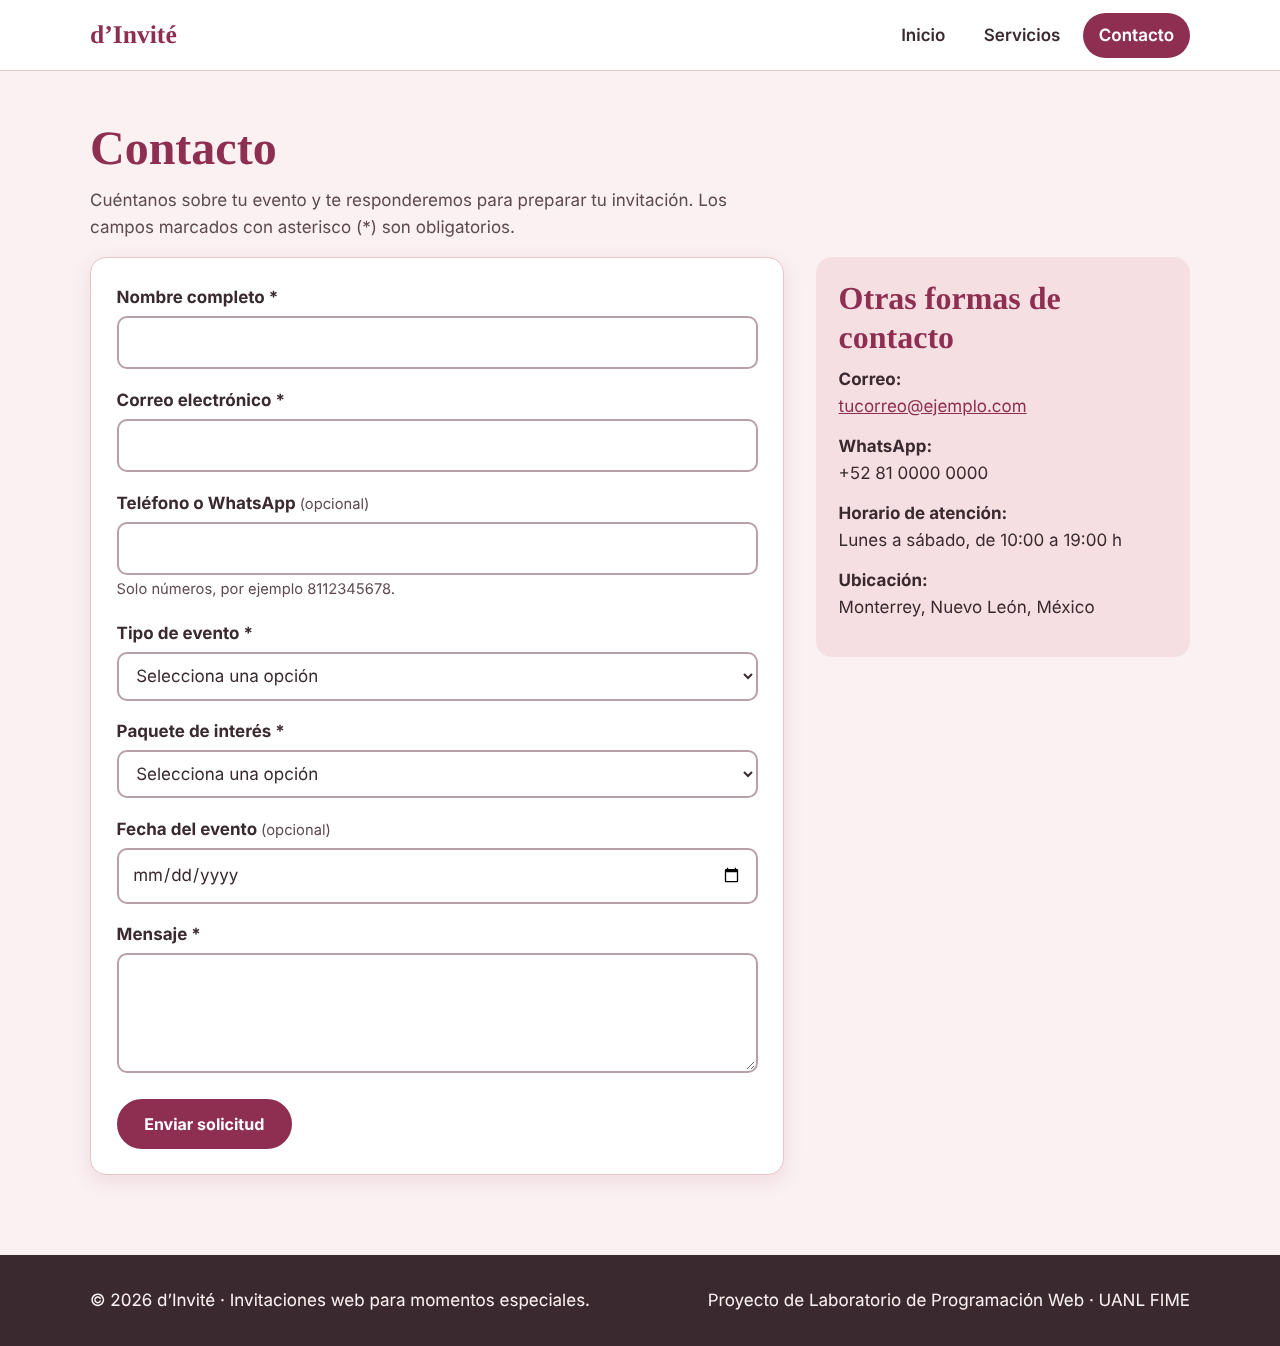 d’Invité
Inicio
Servicios
Contacto
Contacto
Cuéntanos sobre tu evento y te responderemos para preparar tu invitación. Los
campos marcados con asterisco (*) son obligatorios.
Nombre completo *
Correo electrónico *
Teléfono o WhatsApp (opcional)
Solo números, por ejemplo 8112345678.
Tipo de evento *
Selecciona una opción
Paquete de interés *
Selecciona una opción
Fecha del evento (opcional)
mm/dd/yyyy
Mensaje *
Enviar solicitud
Otras formas de
contacto
Correo:
tucorreo@ejemplo.com
WhatsApp:
+52 81 0000 0000
Horario de atención:
Lunes a sábado, de 10:00 a 19:00 h
Ubicación:
Monterrey, Nuevo León, México
© 2026 d’Invité · Invitaciones web para momentos especiales.
Proyecto de Laboratorio de Programación Web · UANL FIME